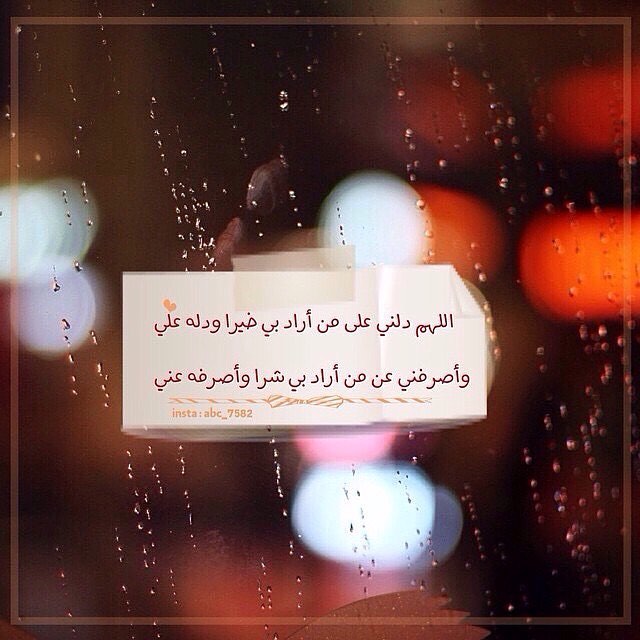 اللهم دلني على من أراد بي خيرا ودله علي
وأصرفني عن من أراد بي شرا وأصرفه عني
insta : abc_7582